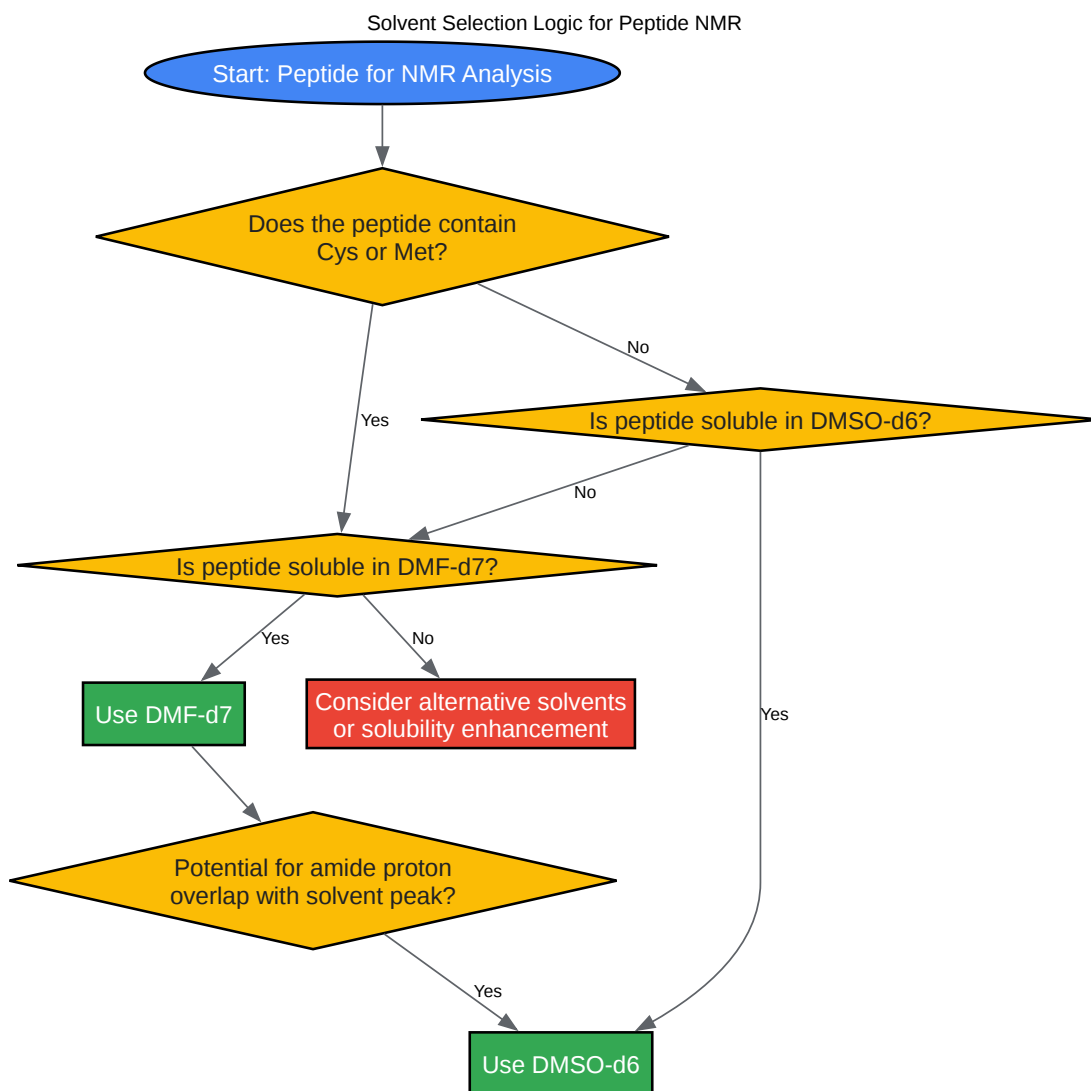 Solvent Selection Logic for Peptide NMR
Start: Peptide for NMR Analysis
Does the peptide contain
Cys or Met?
No
Yes
Is peptide soluble in DMSO-d6?
No
Is peptide soluble in DMF-d7?
Yes
No
Use DMF-d7
Consider alternative solvents
or solubility enhancement
Yes
Potential for amide proton
overlap with solvent peak?
Yes
Use DMSO-d6